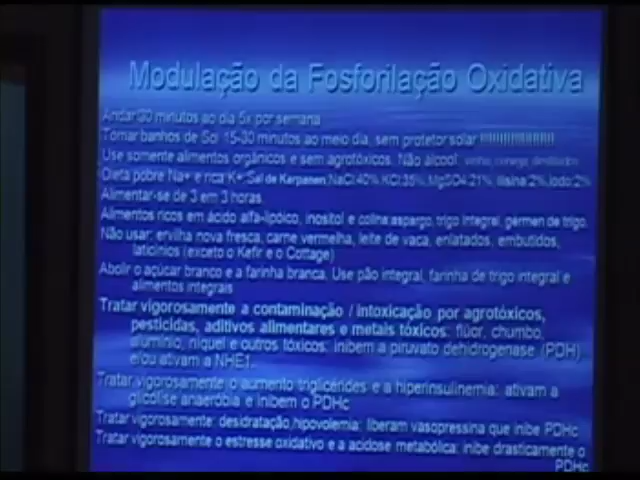 Modulação da Fosforilação Oxidativa
Andar 30 minutos ao dia 5x por semana
Tomar banhos de Sol 15-30 minutos ao meio dia, sem protetor solar !!!!!!!!!!!!!!!!!!!!
Use somente alimentos orgânicos e sem agrotóxicos. Não álcool: vinho, cerveja, destilados
Dieta pobre Na+ e rica K+:Sal de Karpanen:NaCl:40%.KCl:35%.MgSO4:21%, lisina:2%,Iodo:2%
Alimentar-se de 3 em 3 horas.
Alimentos ricos em ácido alfa-lipóico, inositol e colina:aspargo, trigo integral, germen de trigo.
Não usar: ervilha nova fresca, carne vermelha, leite de vaca, enlatados, embutidos,
laticínios (exceto o Kefir e o Cottage)
Abolir o açúcar branco e a farinha branca. Use pão integral, farinha de trigo integral e
alimentos integrais
Tratar vigorosamente a contaminação / intoxicação por agrotóxicos,
pesticidas, aditivos alimentares e metais tóxicos: flúor, chumbo,
alumínio, níquel e outros tóxicos: inibem a piruvato dehidrogenase (PDH)
e/ou ativam a NHE1.
Tratar vigorosamente o aumento triglicérides e a hiperinsulinemia: ativam a
glicólise anaeróbia e inibem o PDHc
Tratar vigorosamente: desidratação,hipovolemia: liberam vasopressina que inibe PDHc
Tratar vigorosamente o estresse oxidativo e a acidose metabólica: inibe drasticamente o
PDHc